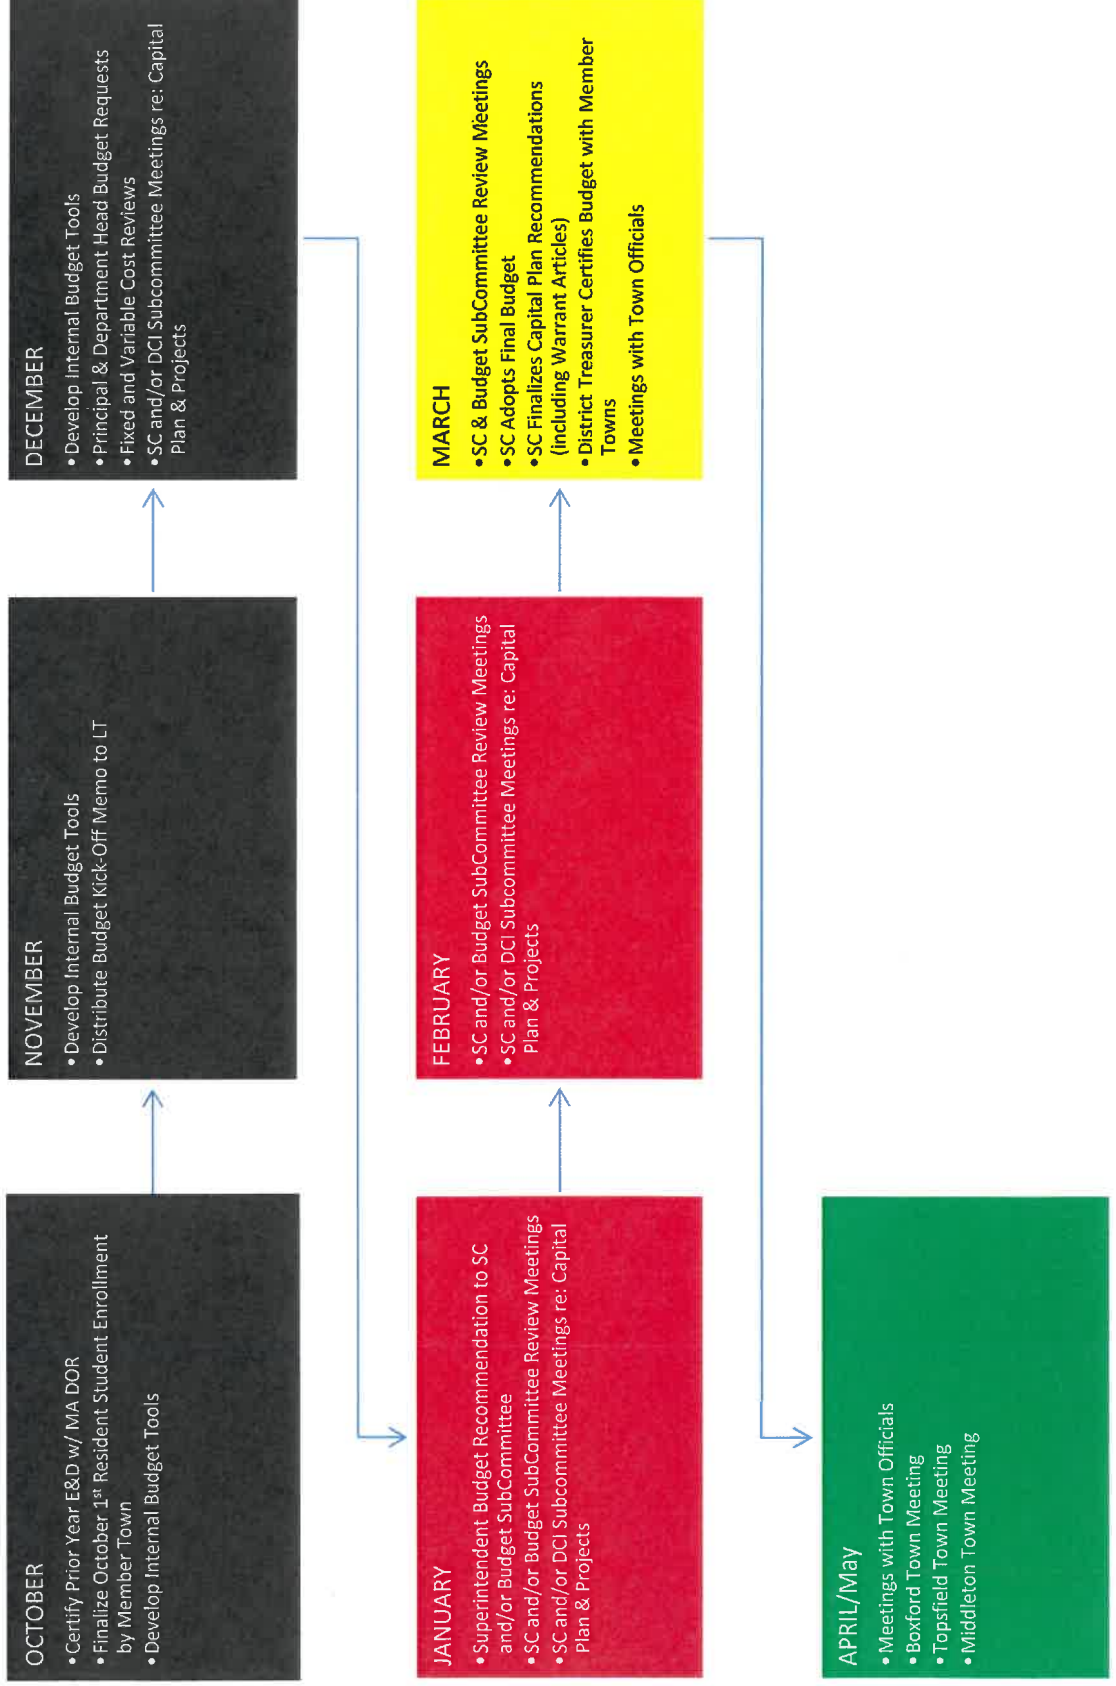 OCTOBER
• Certify Prior Year E&D w/ MA DOR
• Finalize October 1st Resident Student Enrollment
by Member Town
• Develop Internal Budget Tools
NOVEMBER
• Develop Internal Budget Tools
• Distribute Budget Kick-Off Memo to LT
DECEMBER
• Develop Internal Budget Tools
• Principal & Department Head Budget Requests
• Fixed and Variable Cost Reviews
• SC and/or DCI Subcommittee Meetings re: Capital
Plan & Projects
JANUARY
• Superintendent Budget Recommendation to SC
and/or Budget SubCommittee
• SC and/or Budget SubCommittee Review Meetings
• SC and/or DCI Subcommittee Meetings re: Capital
Plan & Projects
FEBRUARY
• SC and/or Budget SubCommittee Review Meetings
• SC and/or DCI Subcommittee Meetings re: Capital
Plan & Projects
MARCH
• SC & Budget SubCommittee Review Meetings
• SC Adopts Final Budget
• SC Finalizes Capital Plan Recommendations
(including Warrant Articles)
• District Treasurer Certifies Budget with Member
Towns
• Meetings with Town Officials
APRIL/May
• Meetings with Town Officials
• Boxford Town Meeting
• Topsfield Town Meeting
• Middleton Town Meeting